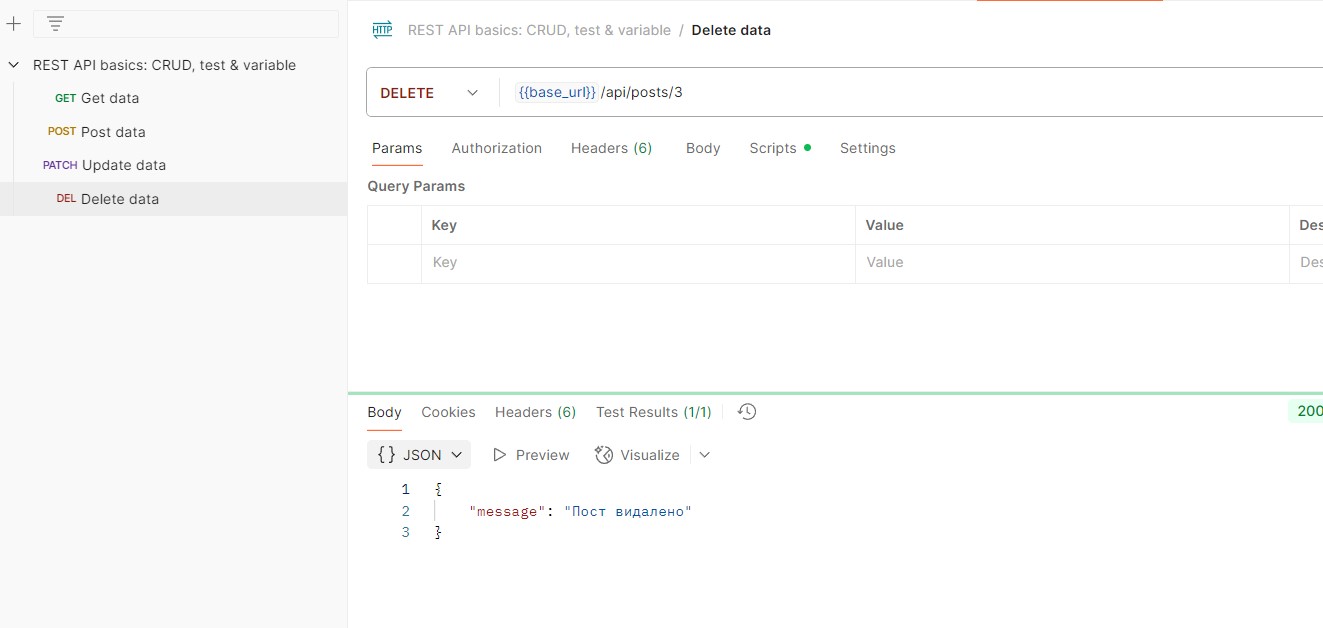 REST API basics: CRUD, test & variable
GET Get data
POST Post data
PATCH Update data
DEL Delete data
HTTP REST API basics: CRUD, test & variable / Delete data
DELETE {{base_url}} /api/posts/3
Params Authorization Headers (6) Body Scripts Settings
Query Params
Key Value Des
Key Value Des
Body Cookies Headers (6) Test Results (1/1) 200
{} JSON Preview Visualize
1 {
2 "message": "Пост видалено"
3 }